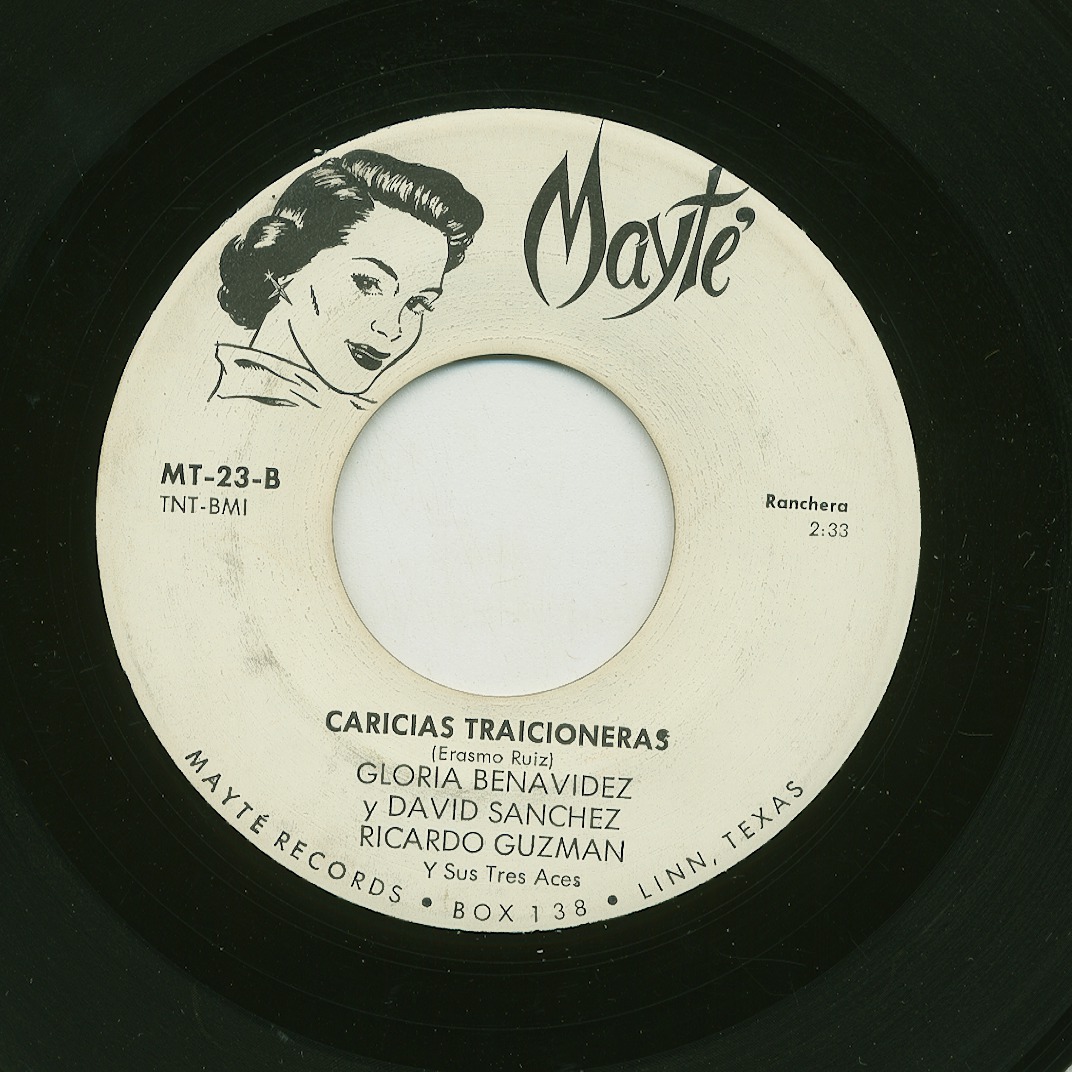 Mayté
MT-23-B
TNT-BMI
Ranchera
2:33
CARICIAS TRAICIONERAS
(Erasmo Ruiz)
GLORIA BENAVIDEZ
y DAVID SANCHEZ
RICARDO GUZMAN
Y Sus Tres Aces
MAYTÉ RECORDS • BOX 138 • LINN, TEXAS